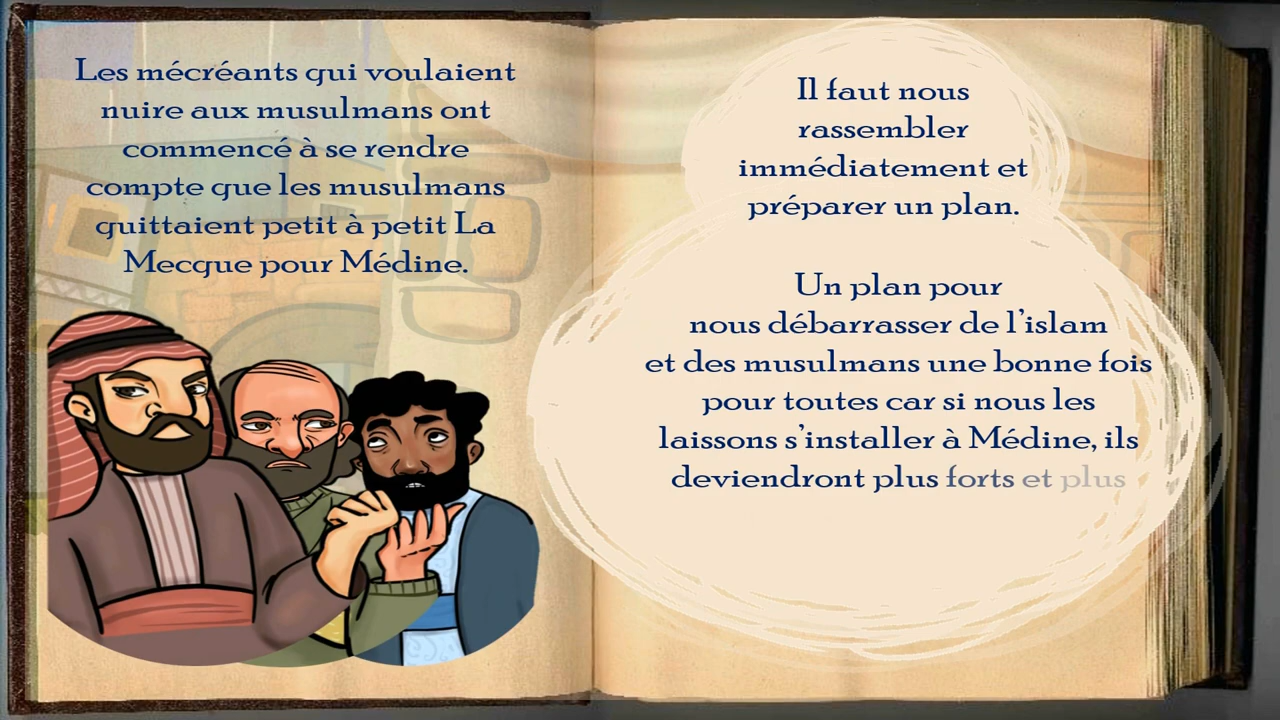 Les mécréants qui voulaient
nuire aux musulmans ont
commencé à se rendre
compte que les musulmans
quittaient petit à petit La
Mecque pour Médine.
Il faut nous
rassembler
immédiatement et
préparer un plan.
Un plan pour
nous débarrasser de l'islam
et des musulmans une bonne fois
pour toutes car si nous les
laissons s'installer à Médine, ils
deviendront plus forts et plus